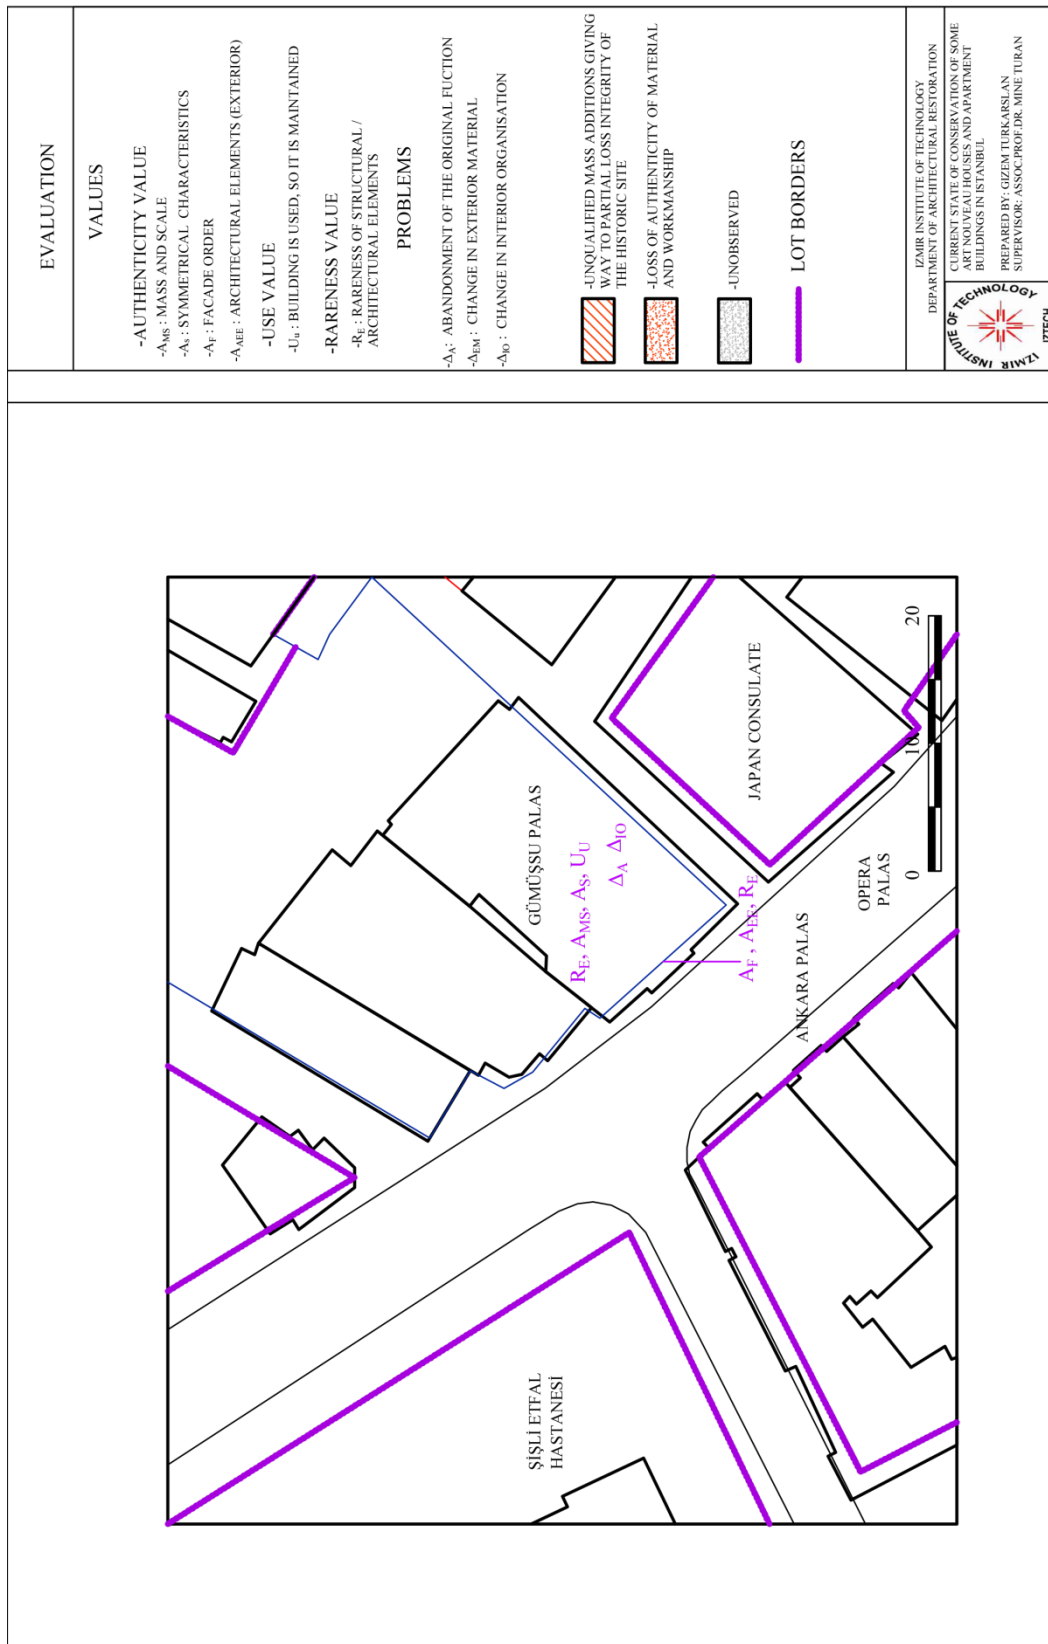 EVALUATION
VALUES
-AUTHENTICITY VALUE
-AMS : MASS AND SCALE
-As : SYMMETRICAL CHARACTERISTICS
-AF : FACADE ORDER
-AAEE : ARCHITECTURAL ELEMENTS (EXTERIOR)
-USE VALUE
-Uu : BUILDING IS USED, SO IT IS MAINTAINED
-RARENESS VALUE
-RE : RARENESS OF STRUCTURAL /
ARCHITECTURAL ELEMENTS
PROBLEMS
-ΔA : ABANDONMENT OF THE ORIGINAL FUCTION
-ΔEM : CHANGE IN EXTERIOR MATERIAL
-ΔIO : CHANGE IN INTERIOR ORGANISATION
-UNQUALIFIED MASS ADDITIONS GIVING
WAY TO PARTIAL LOSS INTEGRITY OF
THE HISTORIC SITE
-LOSS OF AUTHENTICITY OF MATERIAL
AND WORKMANSHIP
-UNOBSERVED
LOT BORDERS
IZMIR INSTITUTE OF TECHNOLOGY
DEPARTMENT OF ARCHITECTURAL RESTORATION
CURRENT STATE OF CONSERVATION OF SOME
ART NOUVEAU HOUSES AND APARTMENT
BUILDINGS IN ISTANBUL
PREPARED BY: GIZEM TURKARSLAN
SUPERVISOR: ASSOC.PROF.DR. MINE TURAN
IZMIR INSTITUTE OF TECHNOLOGY
IZTECH
GÜMÜŞSU PALAS
RE, AMS, AS, UU
ΔA ΔIO
AF , AEE, RE
JAPAN CONSULATE
ANKARA PALAS
OPERA
PALAS
ŞİŞLİ ETFAL
HASTANESİ
0 10 20